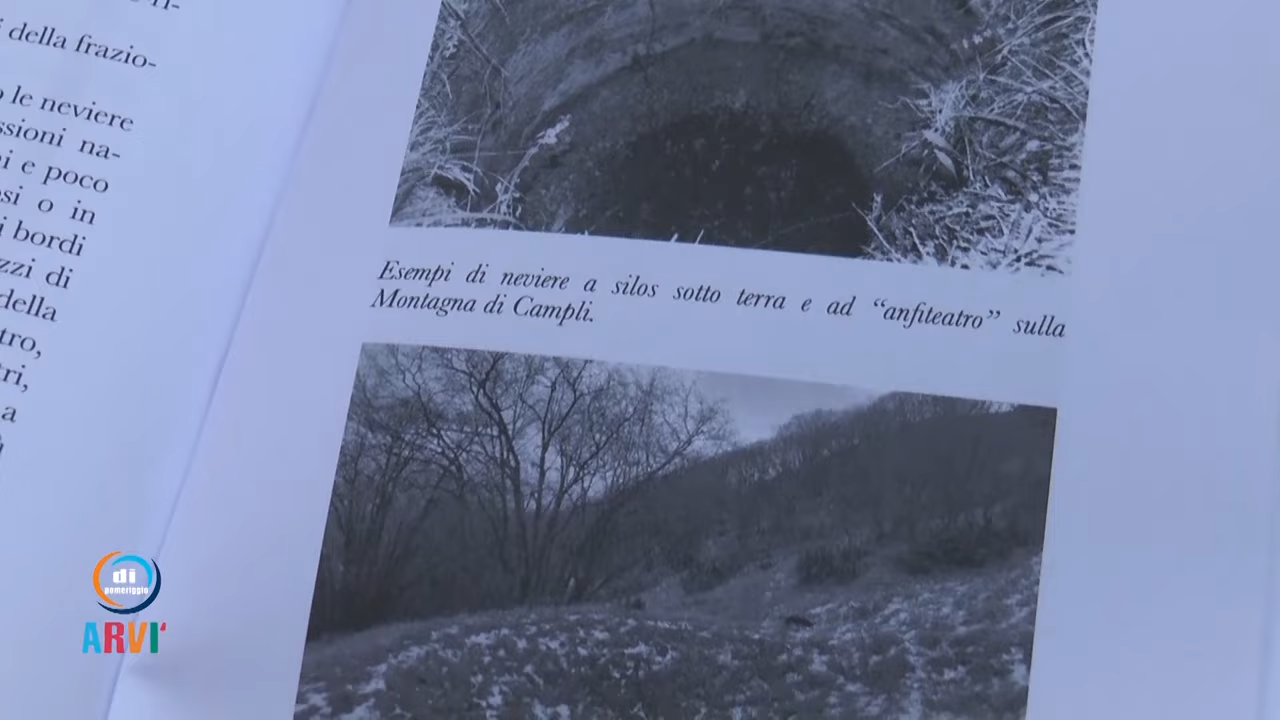 della frazio-
le neviere
ssioni na-
i e poco
si o in
i bordi
zzi di
della
tro,
tri,
a
Esempi di neviere a silos sotto terra e ad “anfiteatro” sulla
Montagna di Campli.
di
pomeriggio
ARVI'